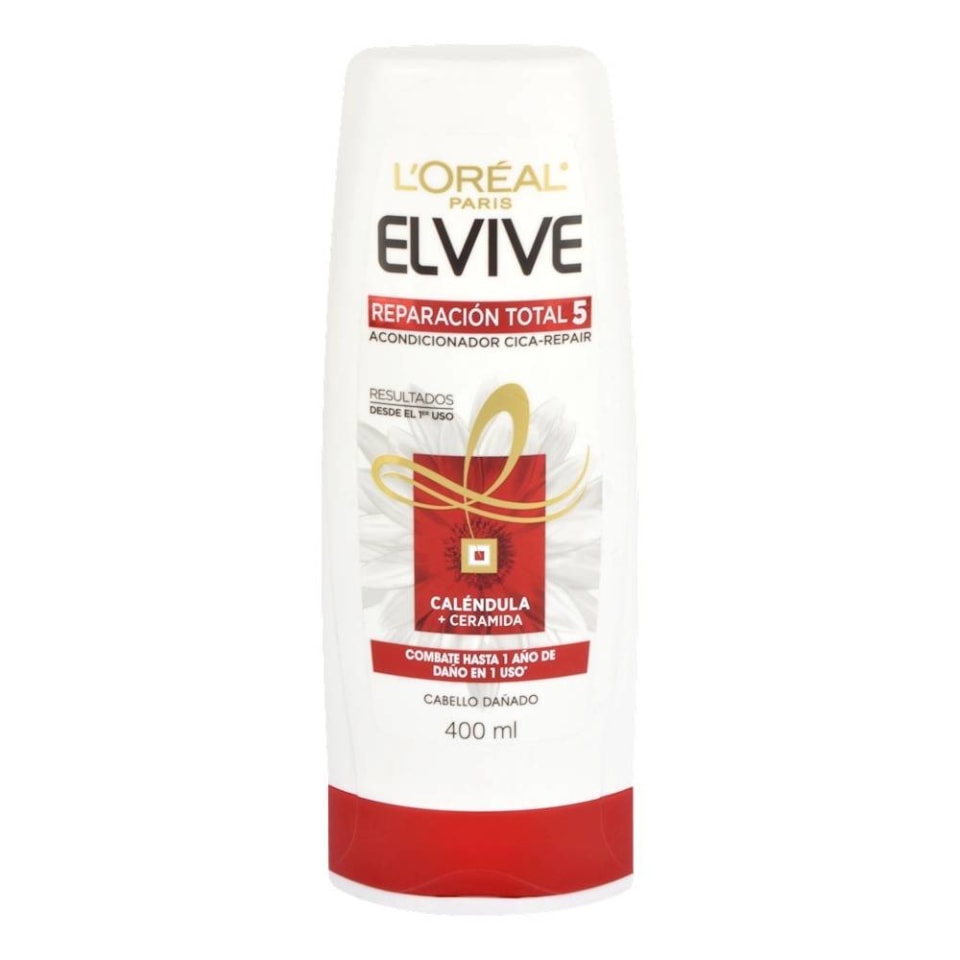 L'ORÉAL®
PARIS
ELVIVE
REPARACIÓN TOTAL 5
ACONDICIONADOR CICA-REPAIR
RESULTADOS
DESDE EL 1ER USO
CALÉNDULA
+ CERAMIDA
COMBATE HASTA 1 AÑO DE
DAÑO EN 1 USO*
CABELLO DAÑADO
400 ml